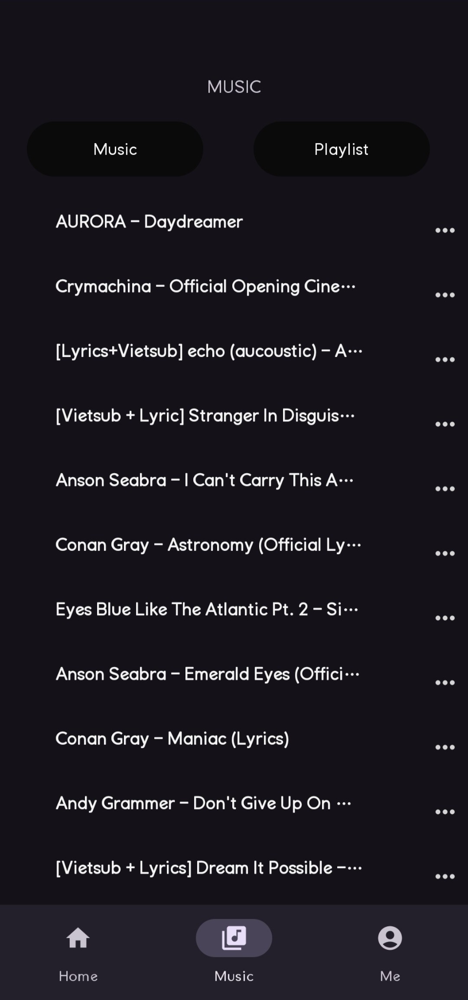 MUSIC
Music
Playlist
AURORA – Daydreamer
Crymachina – Official Opening Cine…
[Lyrics+Vietsub] echo (aucoustic) – A…
[Vietsub + Lyric] Stranger In Disguis…
Anson Seabra – I Can't Carry This A…
Conan Gray – Astronomy (Official Ly…
Eyes Blue Like The Atlantic Pt. 2 – Si…
Anson Seabra – Emerald Eyes (Offici…
Conan Gray – Maniac (Lyrics)
Andy Grammer – Don't Give Up On …
[Vietsub + Lyrics] Dream It Possible –…
Home
Music
Me